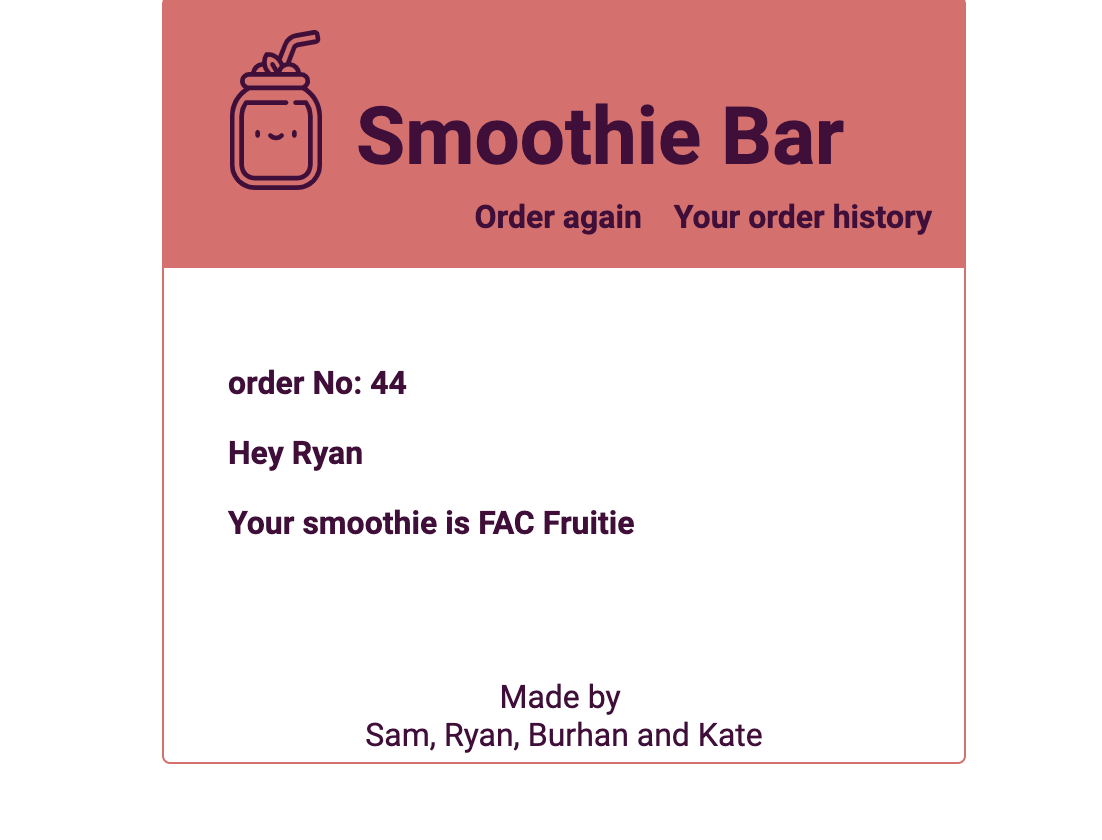 Smoothie Bar
Order again Your order history
order No: 44
Hey Ryan
Your smoothie is FAC Fruitie
Made by
Sam, Ryan, Burhan and Kate